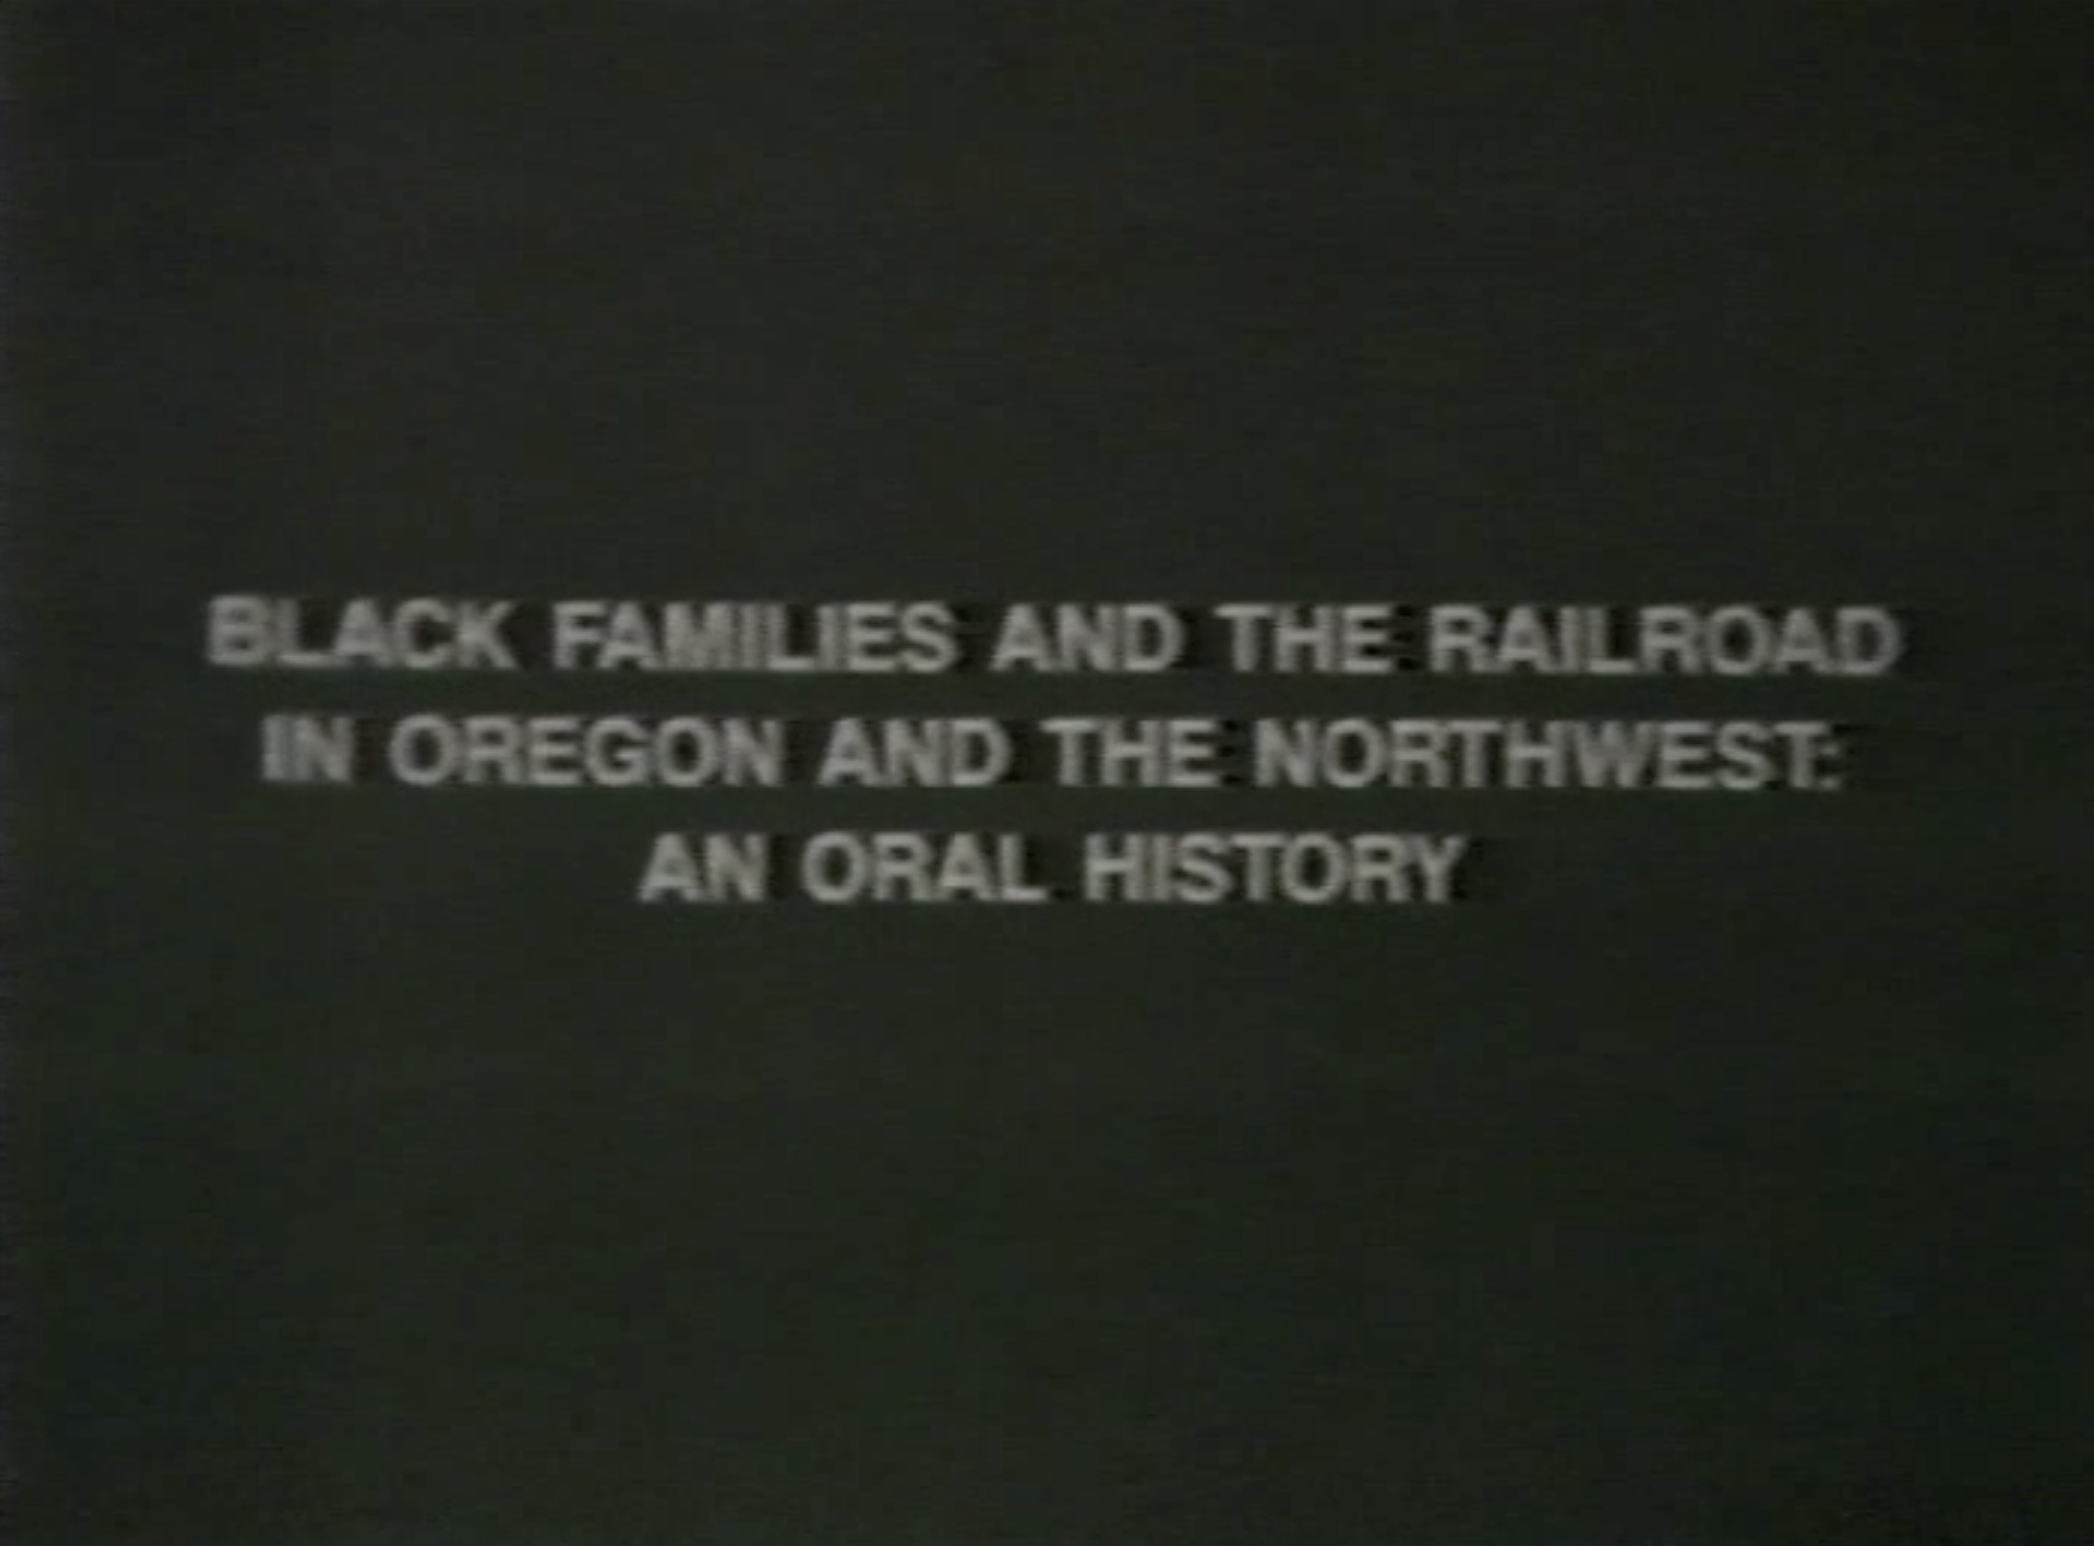 BLACK FAMILIES AND THE RAILROAD
IN OREGON AND THE NORTHWEST:
AN ORAL HISTORY